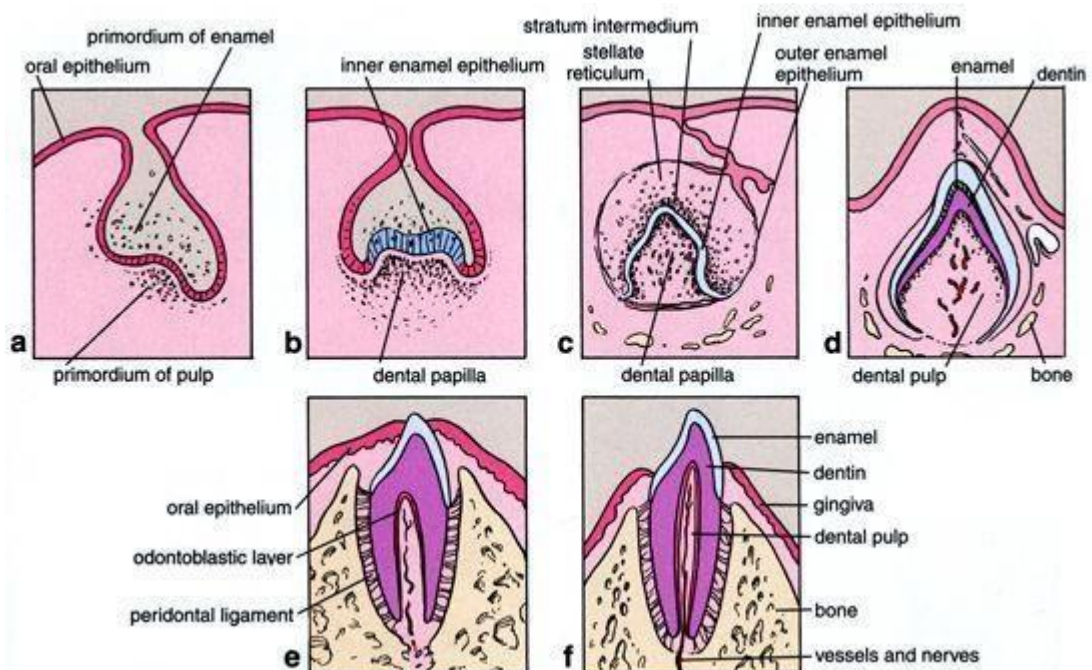 primordium of enamel
oral epithelium
a
primordium of pulp
inner enamel epithelium
b
dental papilla
stratum intermedium
stellate
reticulum
inner enamel epithelium
outer enamel
epithelium
c
dental papilla
enamel
dentin
d
dental pulp
bone
oral epithelium
odontoblastic laver
peridontal ligament
e
enamel
dentin
gingiva
dental pulp
bone
f
vessels and nerves